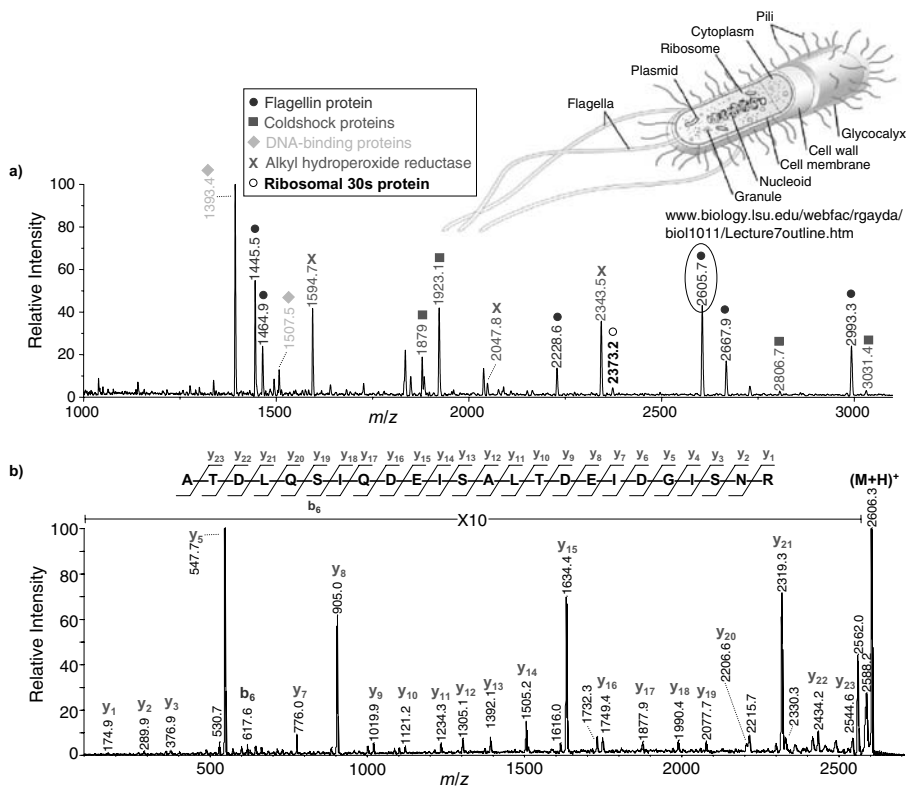 Pili
Cytoplasm
Ribosome
Plasmid
Flagella
Glycocalyx
Cell wall
Cell membrane
Nucleoid
Granule
www.biology.lsu.edu/webfac/rgayda/
biol1011/Lecture7outline.htm
● Flagellin protein
■ Coldshock proteins
◆ DNA-binding proteins
x Alkyl hydroperoxide reductase
○ Ribosomal 30s protein
a)
Relative Intensity
100
80
60
40
20
0
1393.4
1445.5
1464.9
1507.5
1594.7 x
1879
1923.1
2047.8 x
2228.6
2343.5 x
2373.2
2605.7
2667.9
2806.7
2993.3
3031.4
1000 1500 2000 2500 3000
m/z
b)
y23 y22 y21 y20 y19 y18 y17 y16 y15 y14 y13 y12 y11 y10 y9 y8 y7 y6 y5 y4 y3 y2 y1
A T D L Q S I Q D E I S A L T D E I D G I S N R
b6
(M+H)+
X10
Relative Intensity
100
80
60
40
20
0
y1 174.9
y2 289.9
y3 376.9
530.7
y5 547.7
b6 617.6
y7 776.0
y8 905.0
y9 1019.9
y10 1121.2
y11 1234.3
y12 1305.1
y13 1392.1
y14 1505.2
1616.0
y15 1634.4
1732.3
y16 1749.4
y17 1877.9
y18 1990.4
y19 2077.7
y20 2206.6
2215.7
y21 2319.3
2330.3
y22 2434.2
y23 2544.6
2562.0
2588.2
2606.3
500 1000 1500 2000 2500
m/z